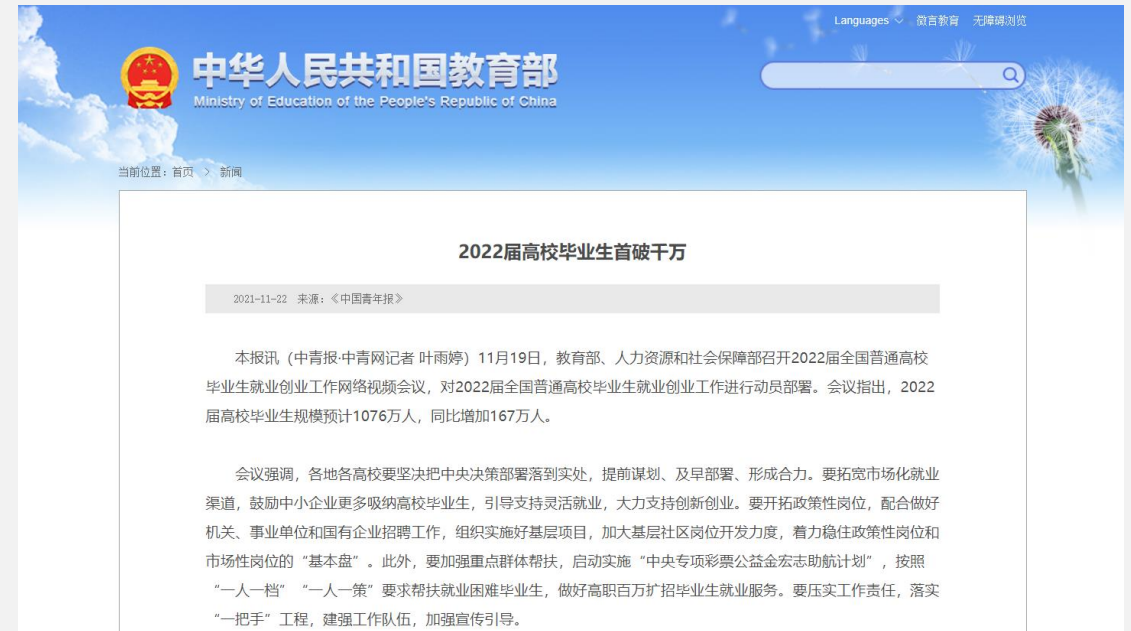 Languages 微言教育 无障碍浏览
中华人民共和国教育部
Ministry of Education of the People's Republic of China
当前位置：首页 > 新闻
2022届高校毕业生首破千万
2021-11-22 来源：《中国青年报》
本报讯（中青报·中青网记者 叶雨婷）11月19日，教育部、人力资源和社会保障部召开2022届全国普通高校
毕业生就业创业工作网络视频会议，对2022届全国普通高校毕业生就业创业工作进行动员部署。会议指出，2022
届高校毕业生规模预计1076万人，同比增加167万人。
会议强调，各地各高校要坚决把中央决策部署落到实处，提前谋划、及早部署、形成合力。要拓宽市场化就业
渠道，鼓励中小企业更多吸纳高校毕业生，引导支持灵活就业，大力支持创新创业。要开拓政策性岗位，配合做好
机关、事业单位和国有企业招聘工作，组织实施好基层项目，加大基层社区岗位开发力度，着力稳住政策性岗位和
市场性岗位的“基本盘”。此外，要加强重点群体帮扶，启动实施“中央专项彩票公益金宏志助航计划”，按照
“一人一档”“一人一策”要求帮扶就业困难毕业生，做好高职百万扩招毕业生就业服务。要压实工作责任，落实
“一把手”工程，建强工作队伍，加强宣传引导。